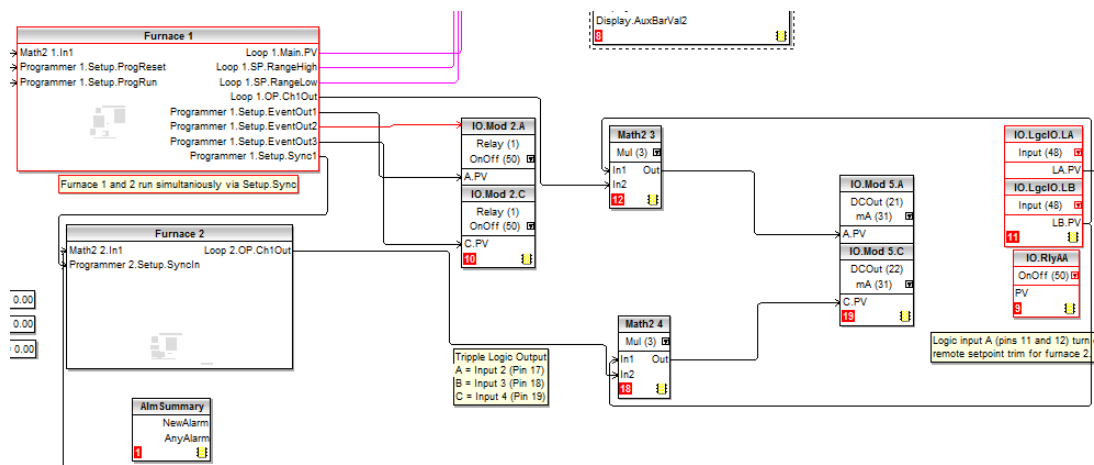 Display.AuxBarVal2
8
Furnace 1
Math2 1.In1
Loop 1.Main.PV
Programmer 1.Setup.ProgReset
Loop 1.SP.RangeHigh
Programmer 1.Setup.ProgRun
Loop 1.SP.RangeLow
Loop 1.OP.Ch1Out
Programmer 1.Setup.EventOut1
Programmer 1.Setup.EventOut2
Programmer 1.Setup.EventOut3
Programmer 1.Setup.Sync1
Furnace 1 and 2 run simultaniously via Setup.Sync
IO.Mod 2.A
Relay (1)
OnOff (50)
A.PV
IO.Mod 2.C
Relay (1)
OnOff (50)
C.PV
10
Math2 3
Mul (3)
In1 Out
In2
12
IO.Mod 5.A
DCOut (21)
mA (31)
A.PV
IO.Mod 5.C
DCOut (22)
mA (31)
C.PV
19
IO.LgcIO.LA
Input (48)
LA.PV
IO.LgcIO.LB
Input (48)
LB.PV
11
IO.RlyAA
OnOff (50)
PV
9
Furnace 2
Math2 2.In1
Loop 2.OP.Ch1Out
Programmer 2.Setup.SyncIn
0.00
0.00
0.00
Math2 4
Mul (3)
In1 Out
In2
18
Tripple Logic Output
A = Input 2 (Pin 17)
B = Input 3 (Pin 18)
C = Input 4 (Pin 19)
Logic input A (pins 11 and 12) turn
remote setpoint trim for furnace 2.
AlmSummary
NewAlarm
AnyAlarm
1